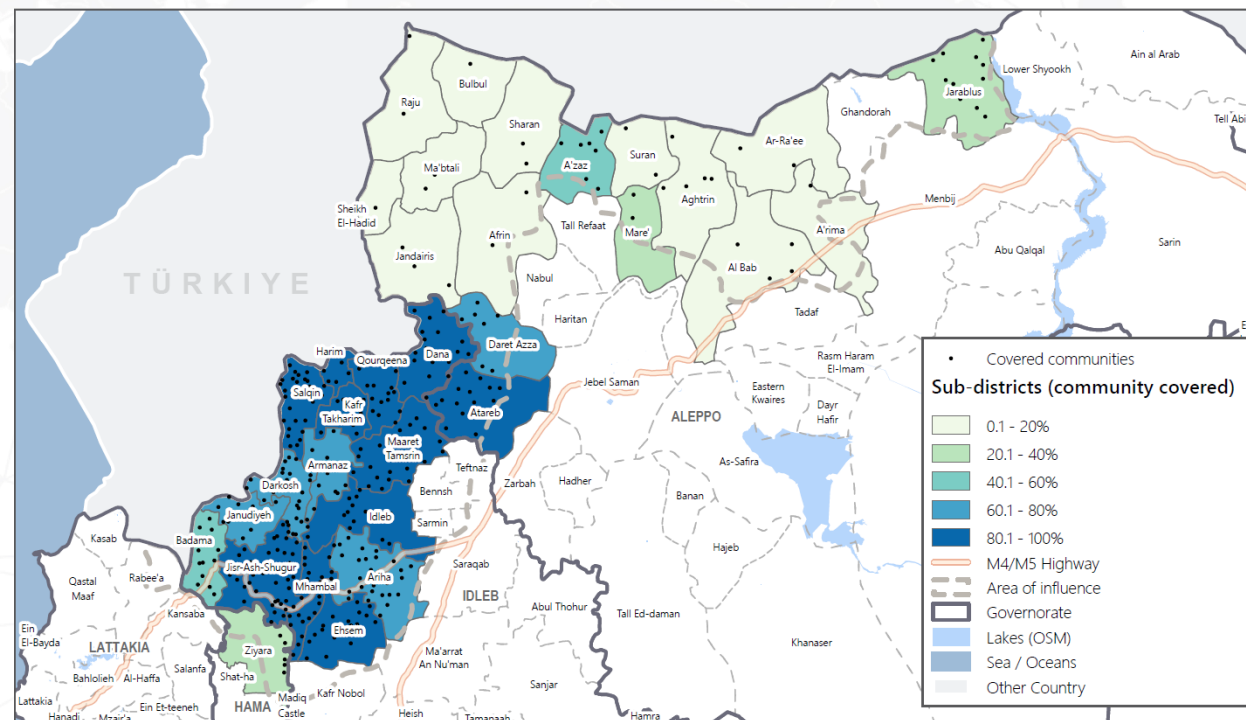 Ain al Arab
Lower Shyookh
Bulbul
Jarablus
Raju
Ghandorah
Tell Abi
Sharan
Ar-Ra'ee
Suran
A'zaz
Ma'btali
Menbij
Aghtrin
Sheikh
El-Hadid
Tall Refaat
Mare'
A'rima
Afrin
Sarin
Abu Qalqal
Jandairis
Al Bab
TÜRKIYE
Nabul
Haritan
Tadaf
Daret Azza
Harim
Dana
Qourqeena
Rasm Haram
El-Imam
Jebel Saman
Eastern
Kwaires
Salqin
Kafr
Takharim
Atareb
ALEPPO
Dayr
Hafir
Maaret
Tamsrin
As-Safira
Armanaz
Teftnaz
Zarbah
Hadher
Darkosh
Bennsh
Banan
Janudiyeh
Idleb
Sarmin
Kasab
Badama
Hajeb
Jisr-Ash-Shugur
Saraqab
Qastal
Maaf
Rabee'a
Mhambal
Ariha
IDLEB
Abul Thohur
Tall Ed-daman
Kansaba
Ein
El-Bayda
Ehsem
Khanaser
LATTAKIA
Ziyara
Ma'arrat
An Nu'man
Salanfa
Shat-ha
Bahlolieh
Al-Haffa
Sanjar
Lattakia
Madiq
Castle
Kafr Nobol
HAMA
Ein Et-teeneh
Hanadi
Mzair'a
Heish
Tamanaah
Hamra
Covered communities
Sub-districts (community covered)
0.1 - 20%
20.1 - 40%
40.1 - 60%
60.1 - 80%
80.1 - 100%
M4/M5 Highway
Area of influence
Governorate
Lakes (OSM)
Sea / Oceans
Other Country